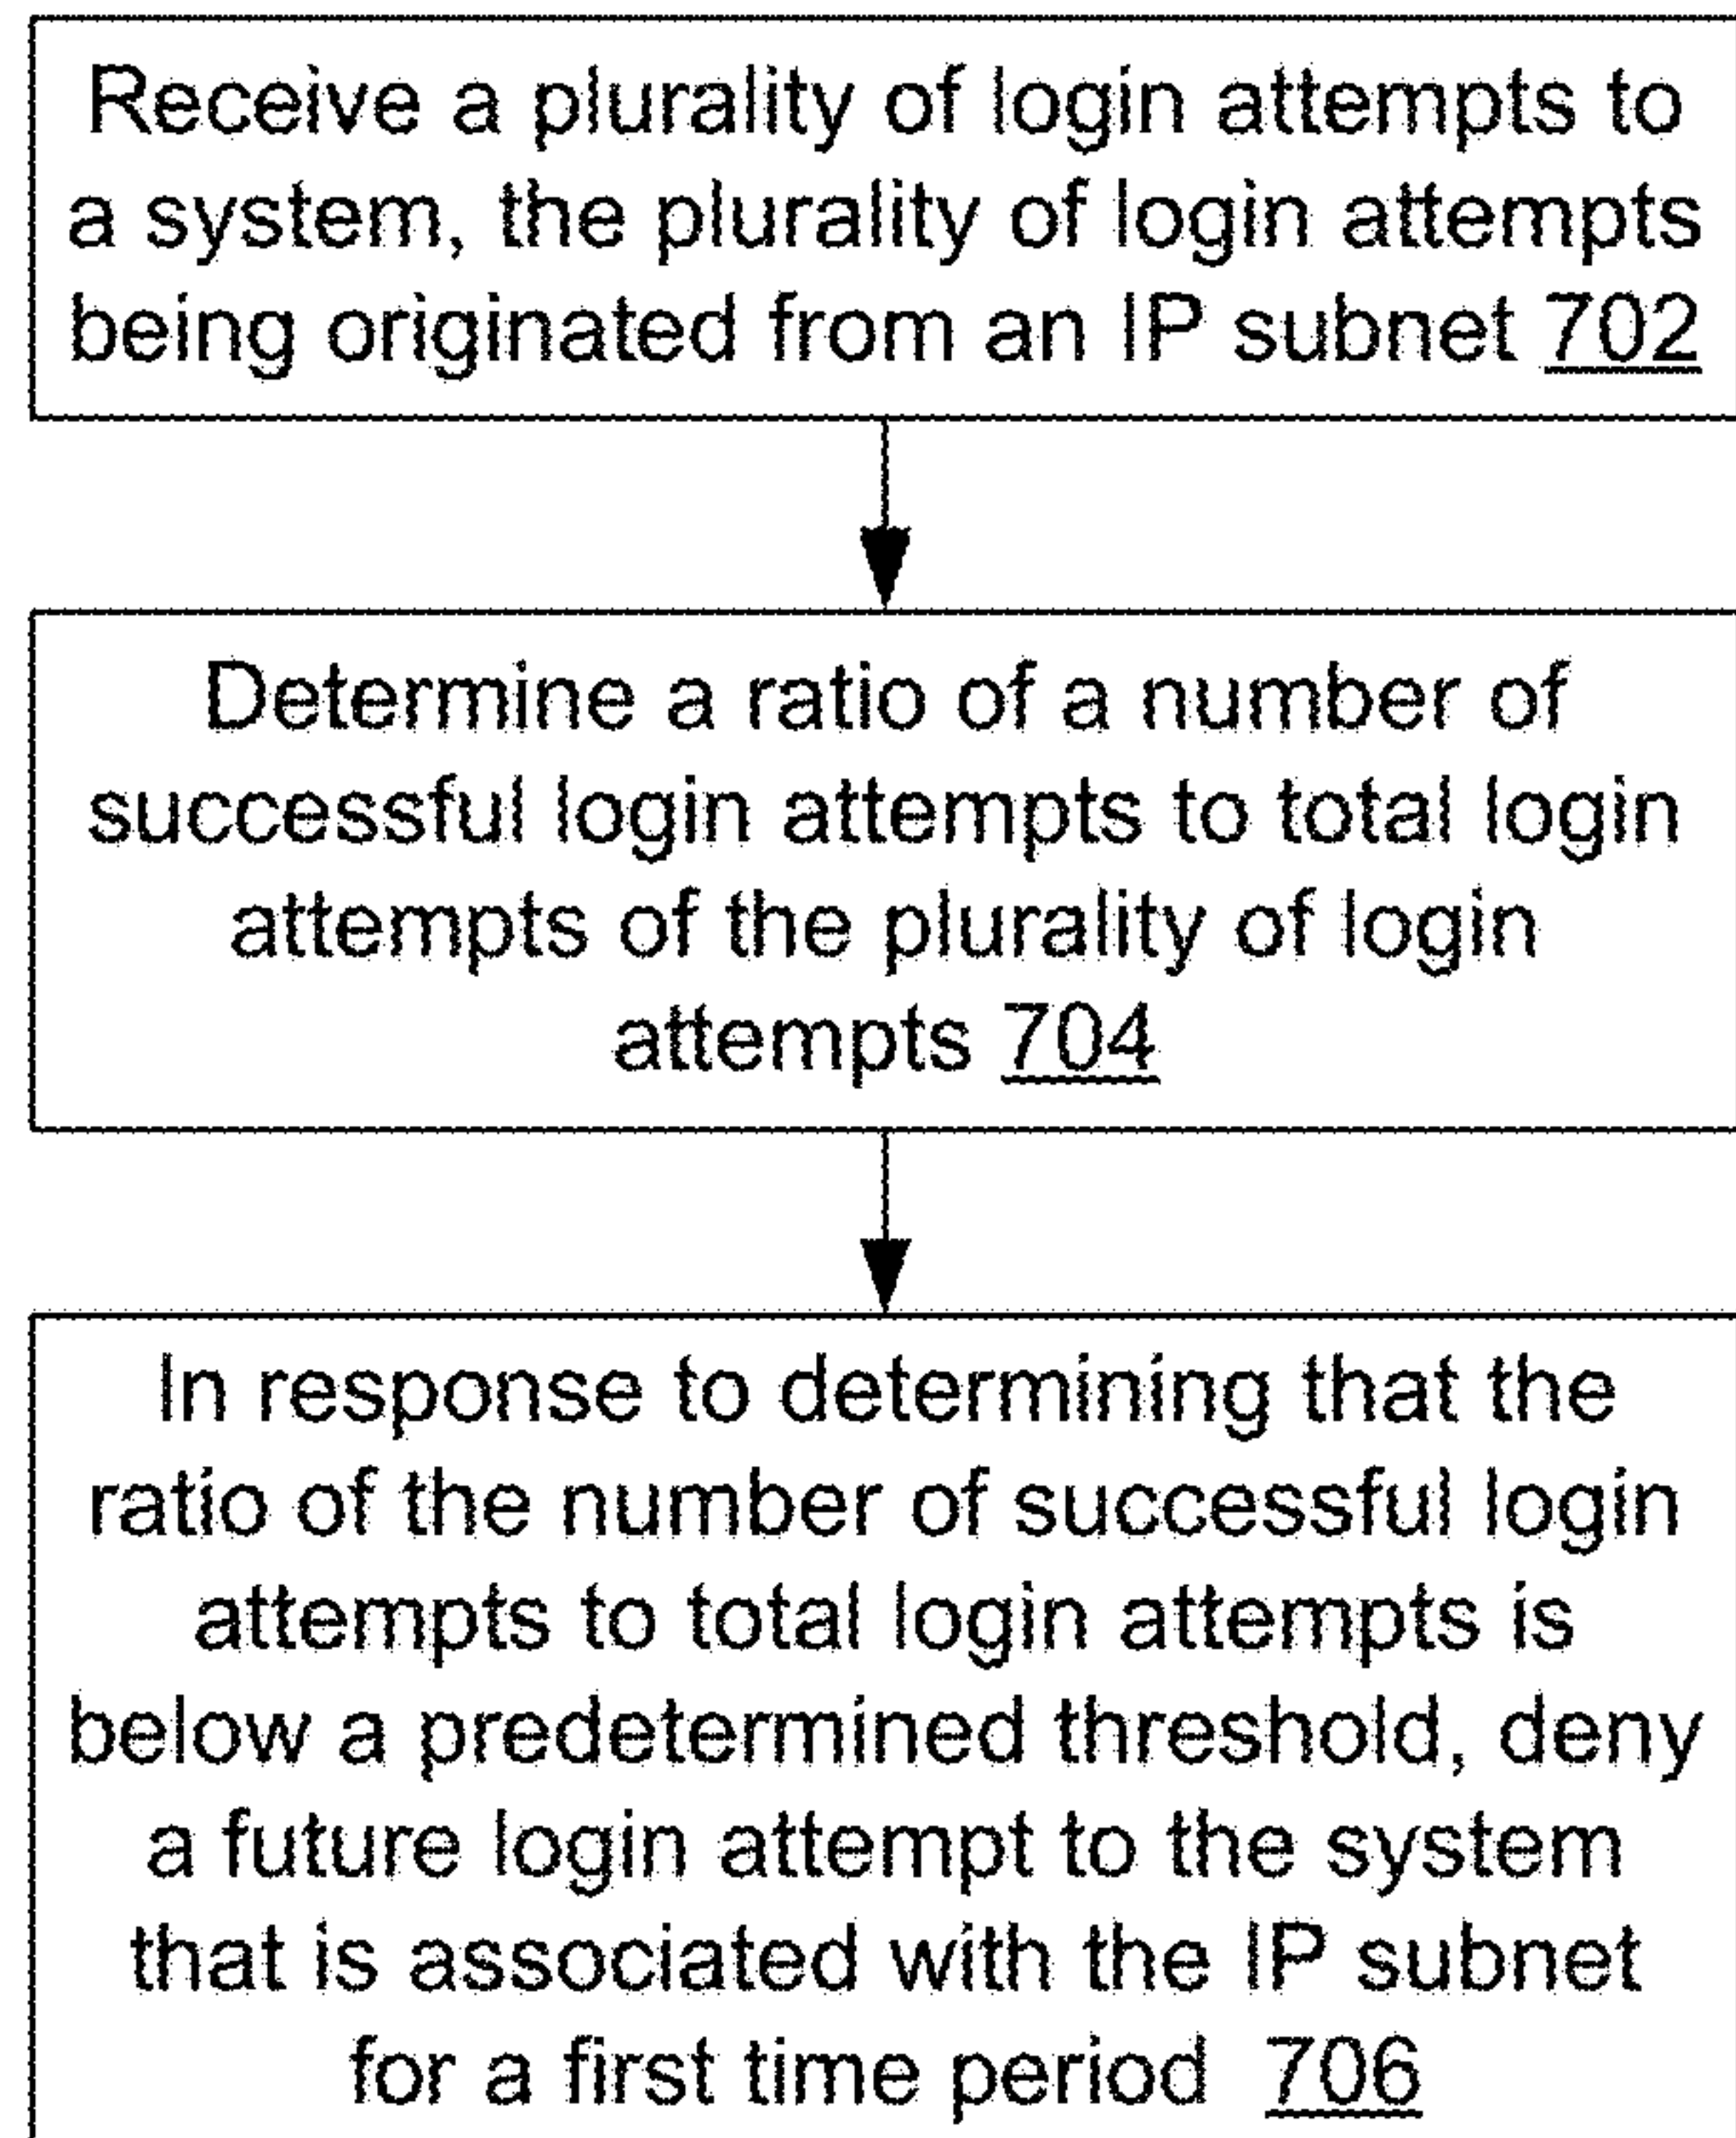 Receive a plurality of login attempts to
a system, the plurality of login attempts
being originated from an IP subnet 702
Determine a ratio of a number of
successful login attempts to total login
attempts of the plurality of login
attempts 704
In response to determining that the
ratio of the number of successful login
attempts to total login attempts is
below a predetermined threshold, deny
a future login attempt to the system
that is associated with the IP subnet
for a first time period 706